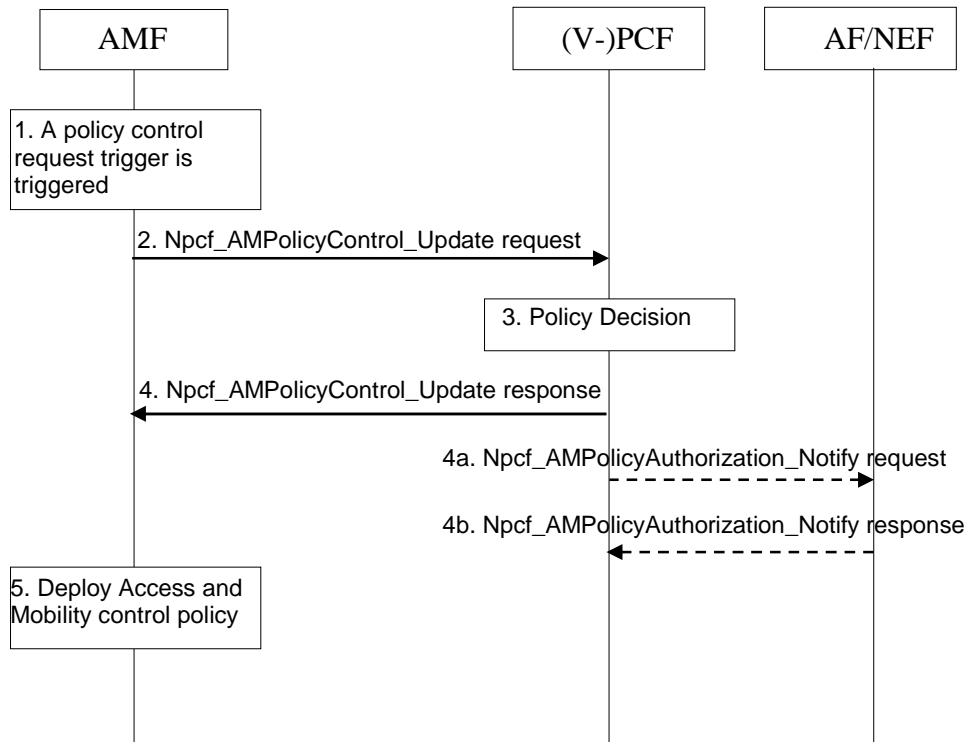 AMF
(V-)PCF
AF/NEF
1. A policy control
request trigger is
triggered
2. Npcf_AMPolicyControl_Update request
3. Policy Decision
4. Npcf_AMPolicyControl_Update response
4a. Npcf_AMPolicyAuthorization_Notify request
4b. Npcf_AMPolicyAuthorization_Notify response
5. Deploy Access and
Mobility control policy